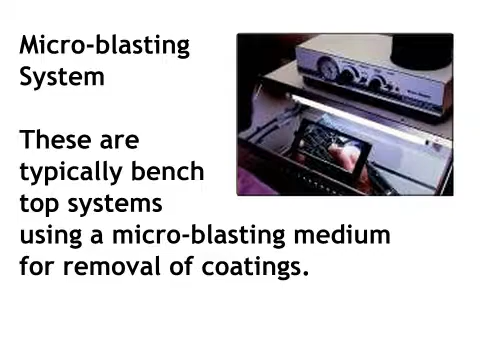 Micro-blasting
System
These are
typically bench
top systems
using a micro-blasting medium
for removal of coatings.